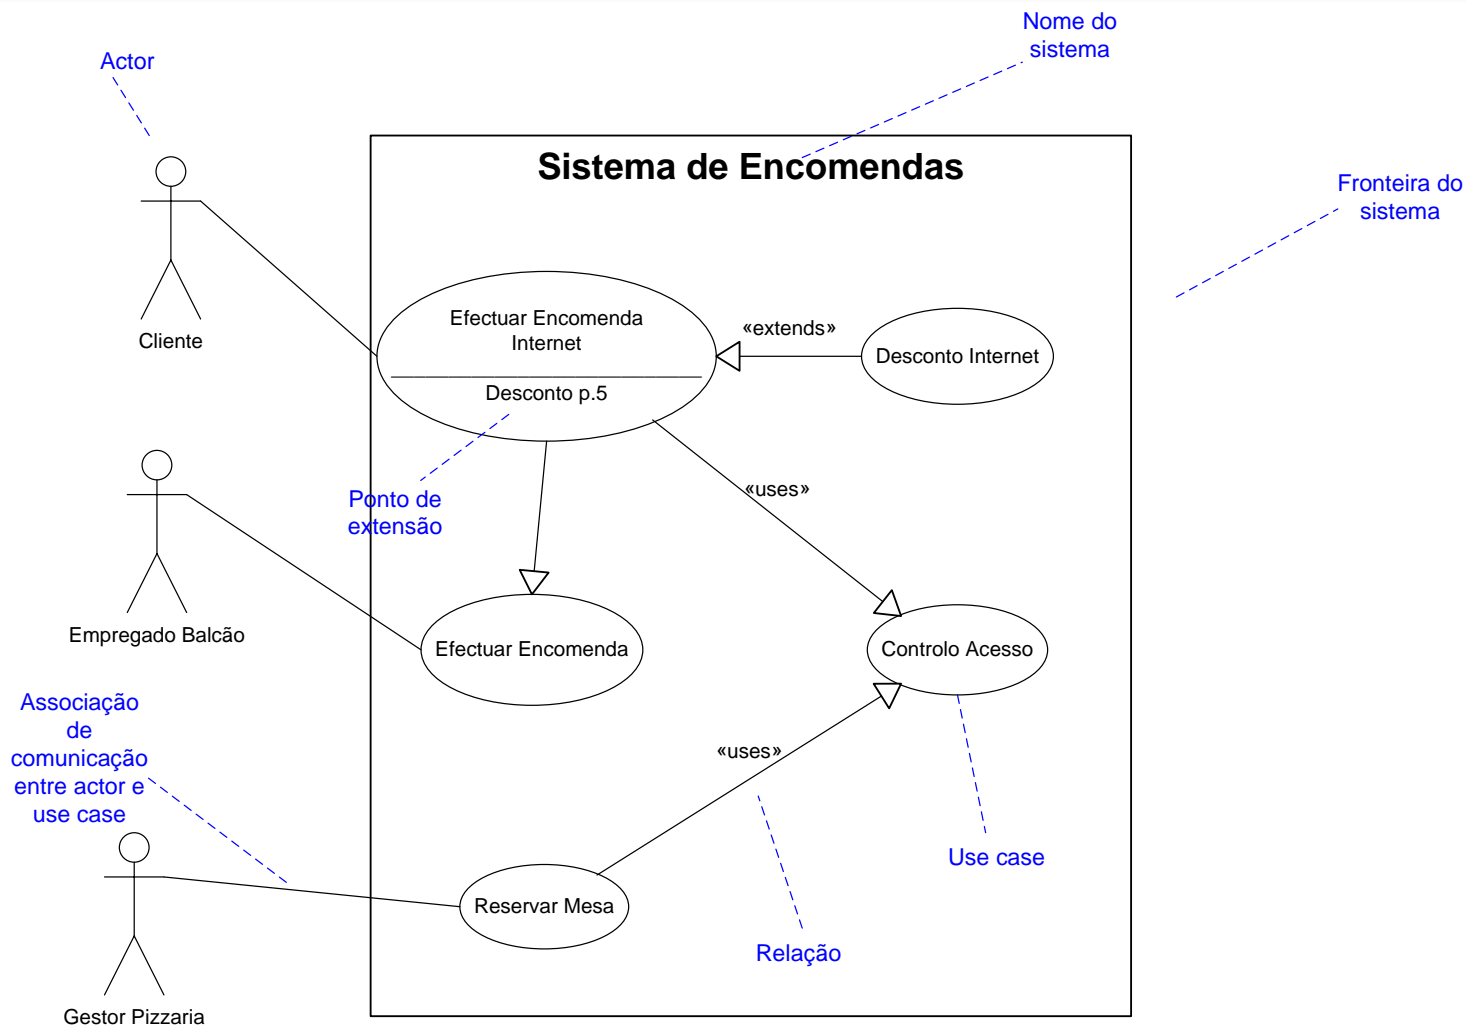 Nome do
sistema
Actor
Sistema de Encomendas
Fronteira do
sistema
Cliente
Efectuar Encomenda
Internet
Desconto p.5
«extends»
Desconto Internet
Ponto de
extensão
«uses»
Empregado Balcão
Efectuar Encomenda
Controlo Acesso
Associação
de
comunicação
entre actor e
use case
«uses»
Use case
Reservar Mesa
Relação
Gestor Pizzaria